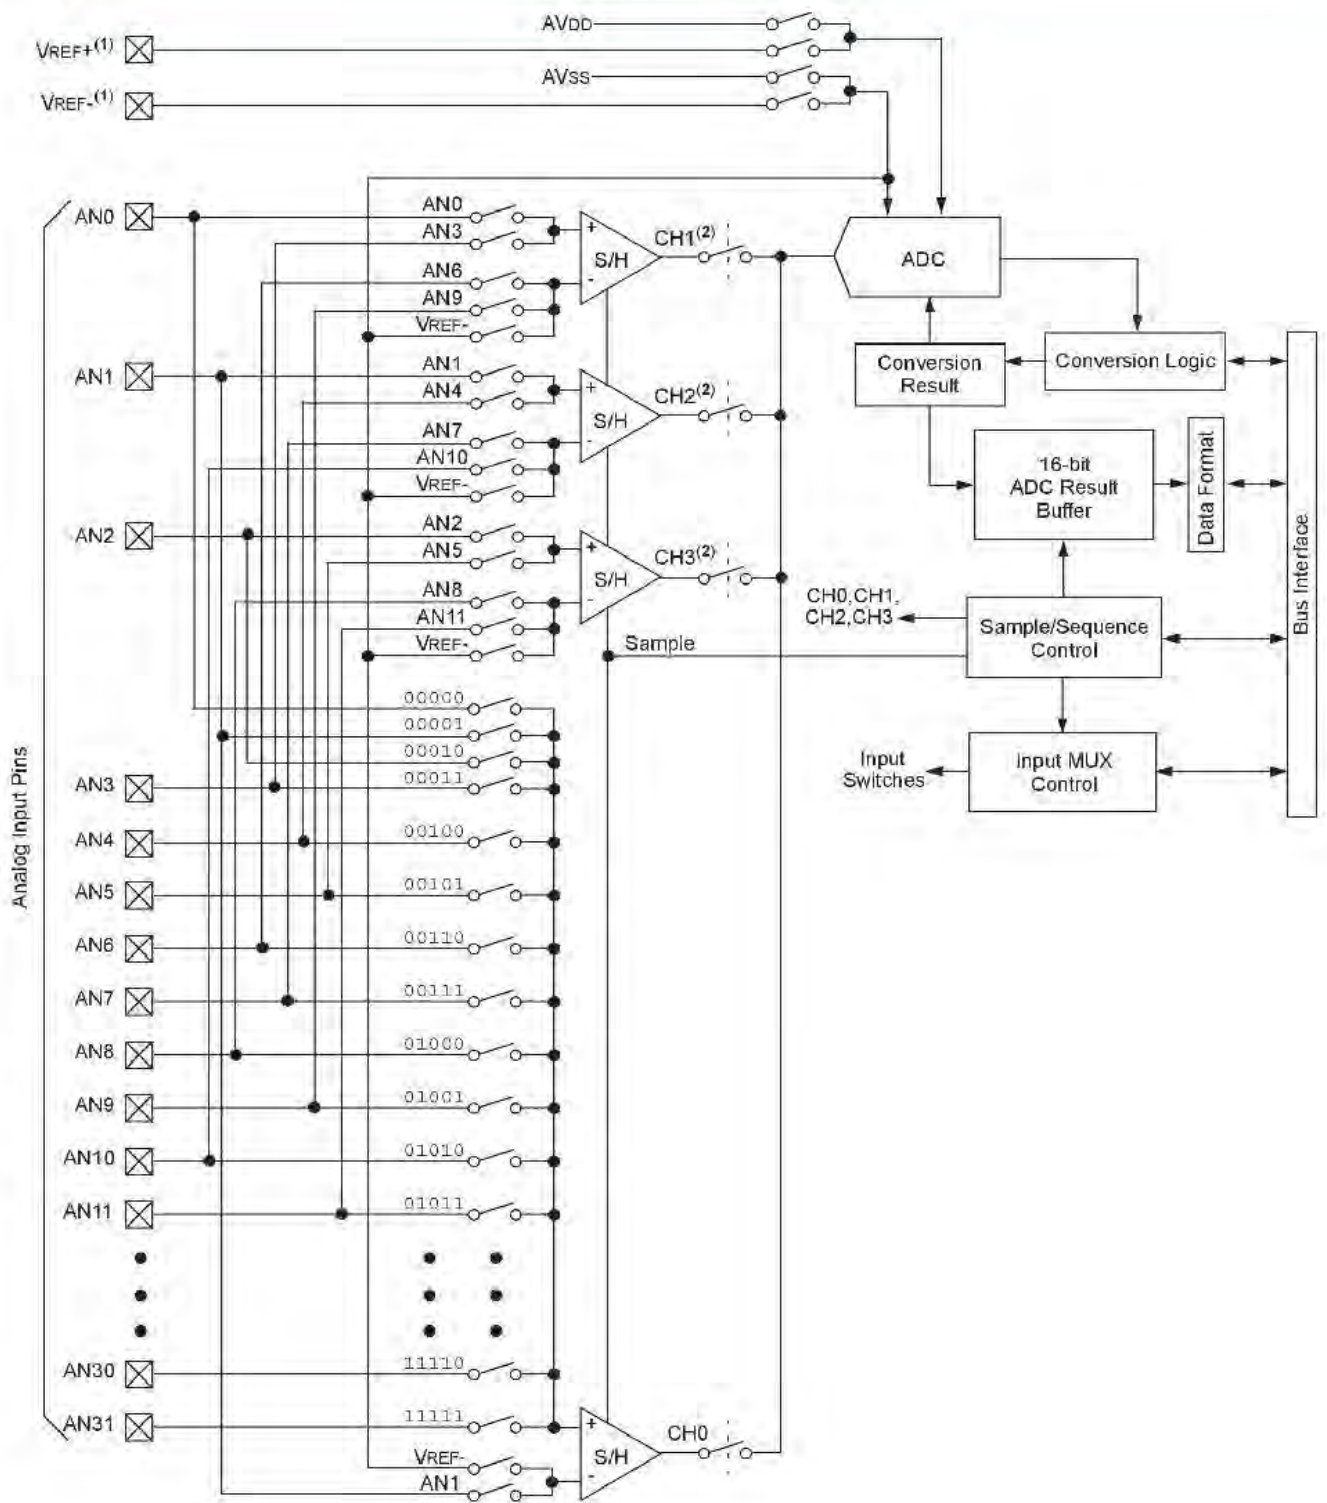 AVDD
VREF+(1)
AVSS
VREF-(1)
AN0
AN0
AN3
AN6
AN9
VREF-
+
-
S/H
CH1(2)
ADC
AN1
AN1
AN4
AN7
AN10
VREF-
+
-
S/H
CH2(2)
Conversion
Result
Conversion Logic
16-bit
ADC Result
Buffer
Data Format
Bus Interface
AN2
AN2
AN5
AN8
AN11
VREF-
+
-
S/H
CH3(2)
CH0,CH1,
CH2,CH3
Sample/Sequence
Control
Sample
Input
Switches
Input MUX
Control
Analog Input Pins
00000
00001
00010
AN3
00011
AN4
00100
AN5
00101
AN6
00110
AN7
00111
AN8
01000
AN9
01001
AN10
01010
AN11
01011
AN30
11110
AN31
11111
VREF-
AN1
+
-
S/H
CH0